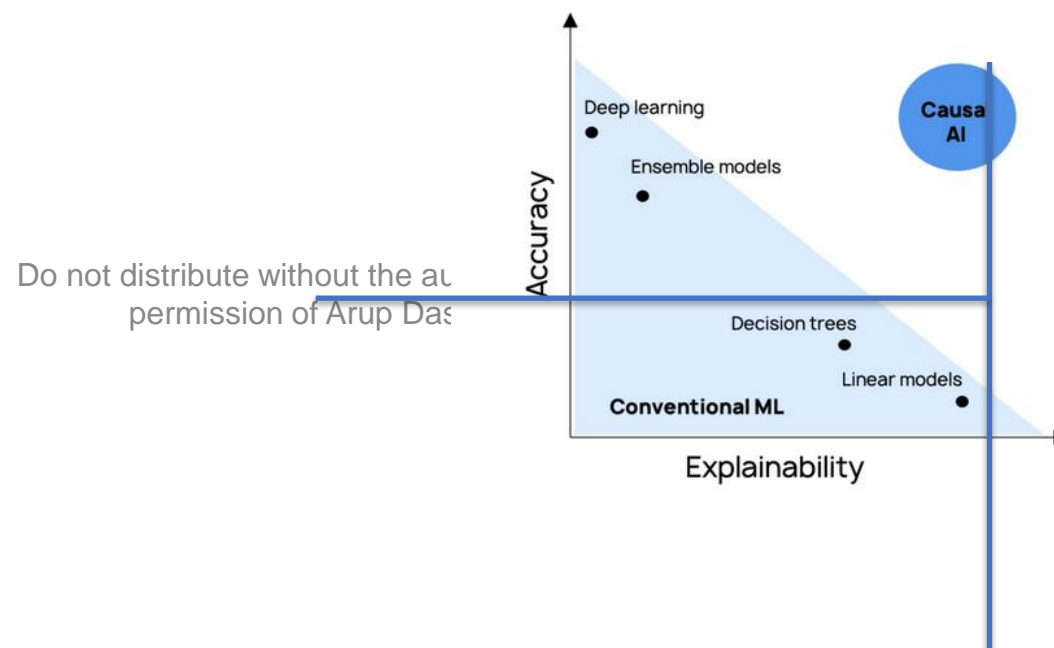 Deep learning
Causa
AI
Ensemble models
Accuracy
Do not distribute without the
permission of Arup Das
Decision trees
Linear models
Conventional ML
Explainability